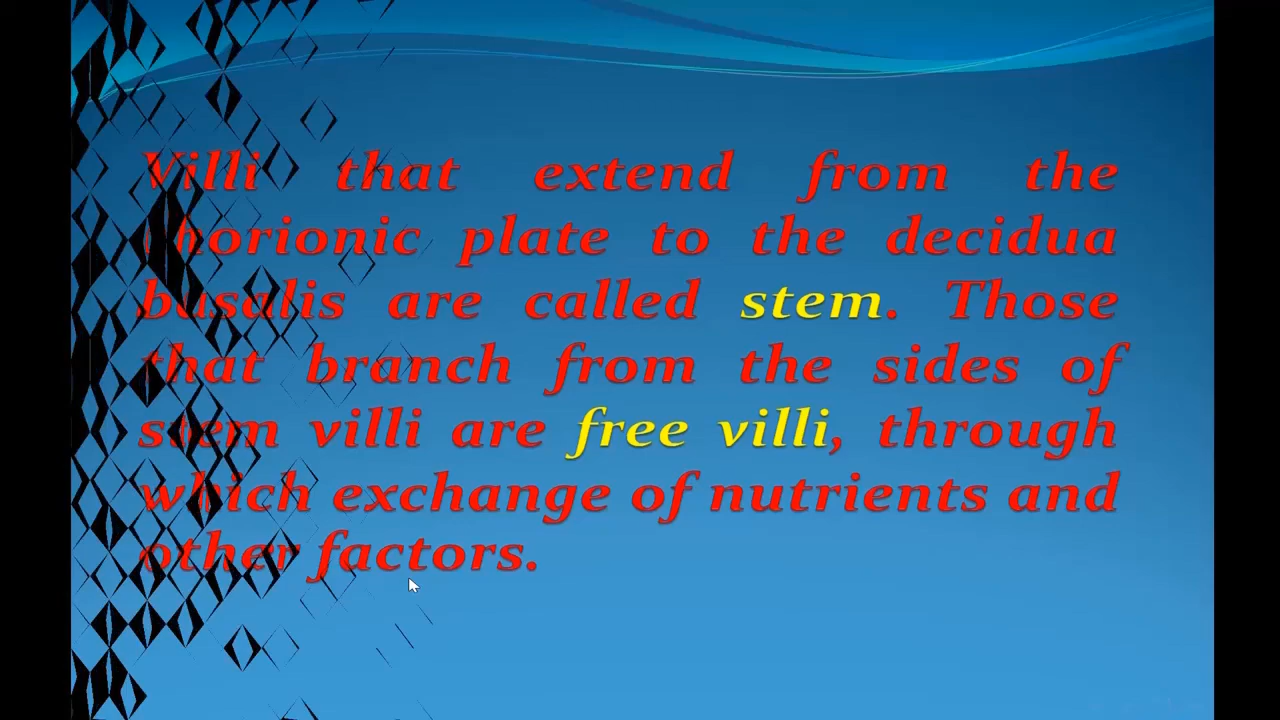 Villi that extend from the
chorionic plate to the decidua
basalis are called stem. Those
that branch from the sides of
stem villi are free villi, through
which exchange of nutrients and
other factors.